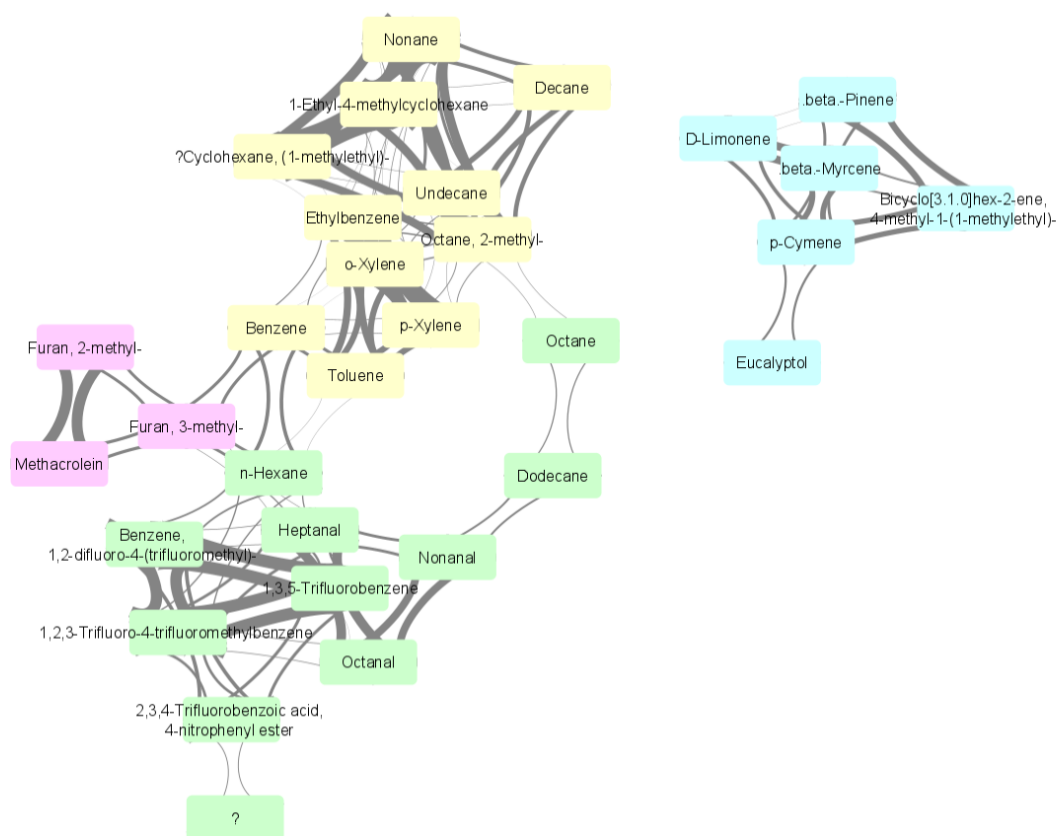 Nonane
Decane
1-Ethyl-4-methylcyclohexane
?Cyclohexane, (1-methylethyl)-
Undecane
Ethylbenzene
Octane, 2-methyl-
o-Xylene
p-Xylene
Benzene
Toluene
Octane
Furan, 2-methyl-
Furan, 3-methyl-
Methacrolein
n-Hexane
Dodecane
Heptanal
Benzene,
1,2-difluoro-4-(trifluoromethyl)-
Nonanal
1,3,5-Trifluorobenzene
1,2,3-Trifluoro-4-trifluoromethylbenzene
Octanal
2,3,4-Trifluorobenzoic acid,
4-nitrophenyl ester
?
.beta.-Pinene
D-Limonene
.beta.-Myrcene
Bicyclo[3.1.0]hex-2-ene,
4-methyl-1-(1-methylethyl)-
p-Cymene
Eucalyptol